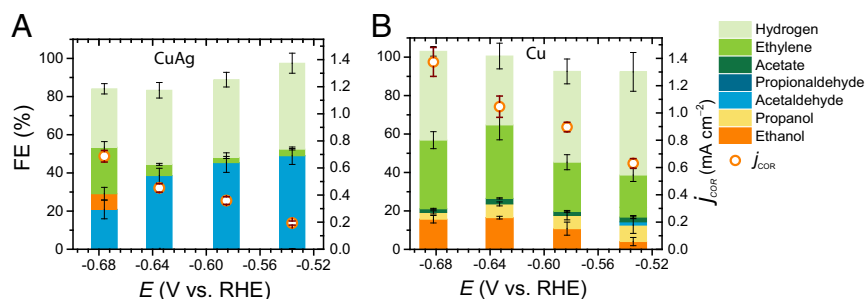 A
CuAg
FE (%)
100
80
60
40
20
0
1.4
1.2
1.0
0.8
0.6
0.4
0.2
0.0
-0.68
-0.64
-0.60
-0.56
-0.52
E (V vs. RHE)
B
Cu
100
80
60
40
20
0
1.4
1.2
1.0
0.8
0.6
0.4
0.2
0.0
-0.68
-0.64
-0.60
-0.56
-0.52
E (V vs. RHE)
jCOR (mA cm−2)
Hydrogen
Ethylene
Acetate
Propionaldehyde
Acetaldehyde
Propanol
Ethanol
jCOR